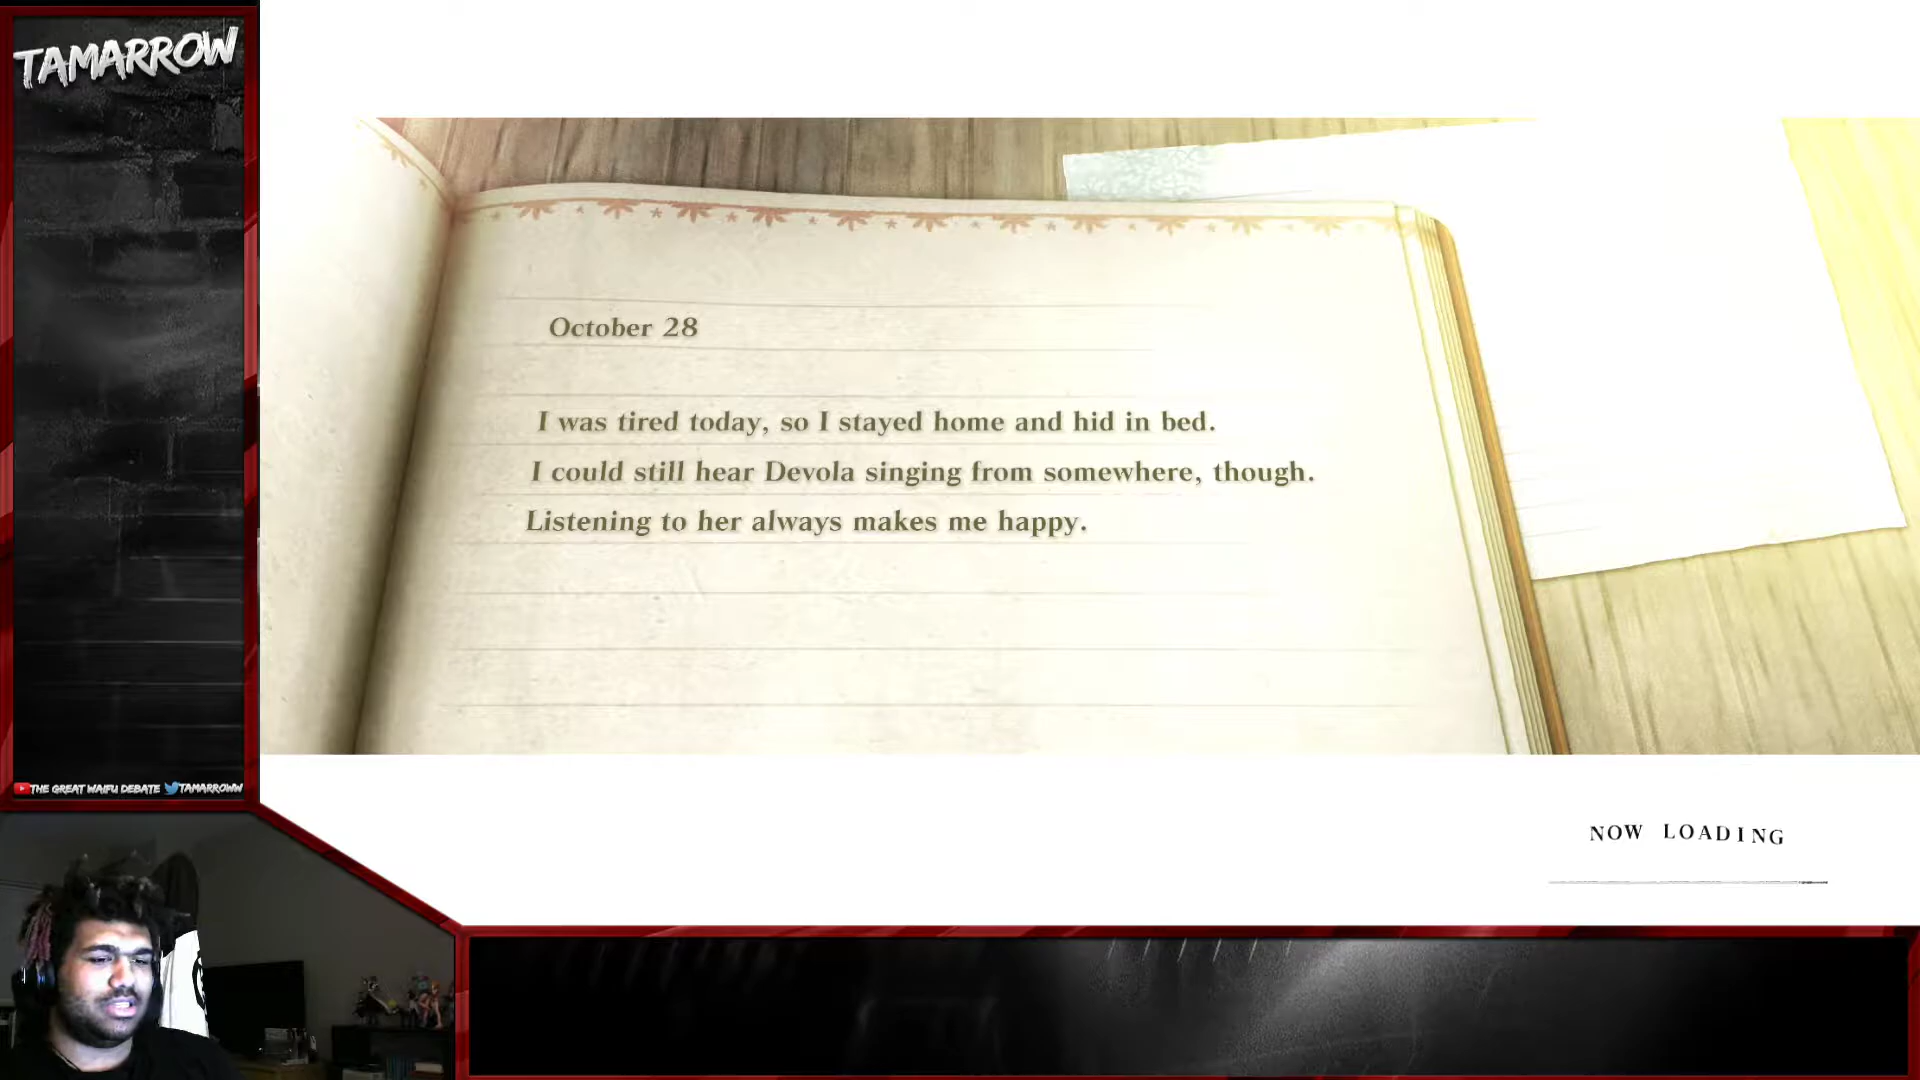 TAMARROW
October 28
I was tired today, so I stayed home and hid in bed.
I could still hear Devola singing from somewhere, though.
Listening to her always makes me happy.
THE GREAT WAIFU DEBATE TAMARROWW
NOW LOADING